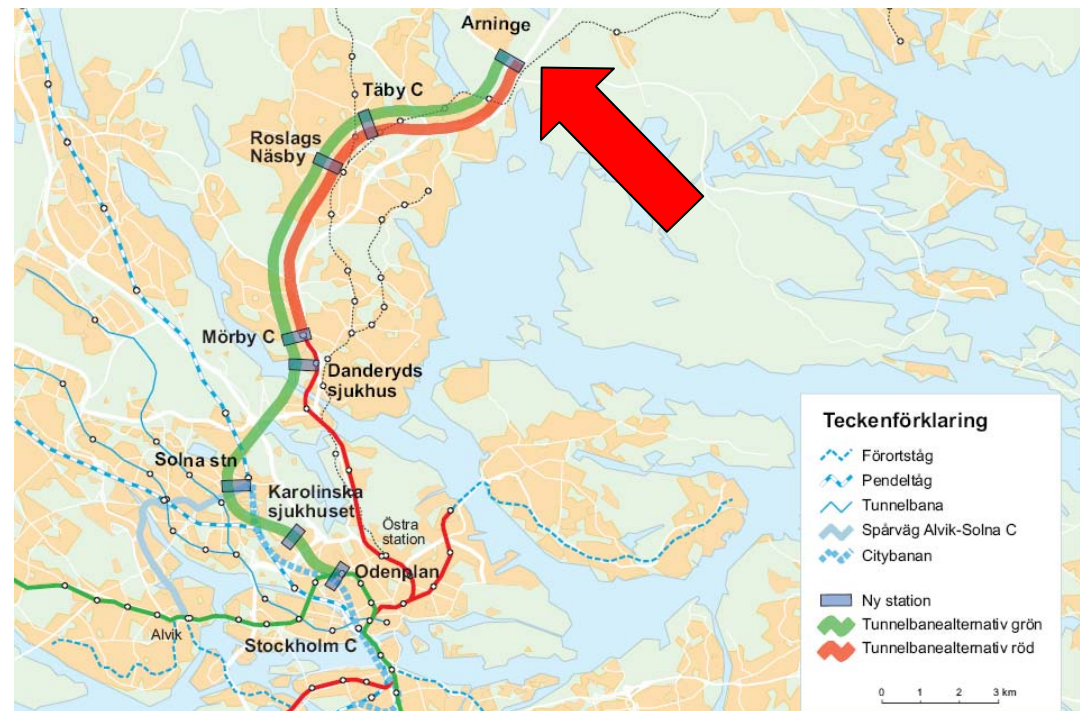 Arninge
Täby C
Roslags
Näsby
Mörby C
Danderyds
sjukhus
Solna stn
Karolinska
sjukhuset
Östra
station
Odenplan
Alvik
Stockholm C
Teckenförklaring
Förortståg
Pendeltåg
Tunnelbana
Spårväg Alvik-Solna C
Citybanan
Ny station
Tunnelbanealternativ grön
Tunnelbanealternativ röd
0 1 2 3 km